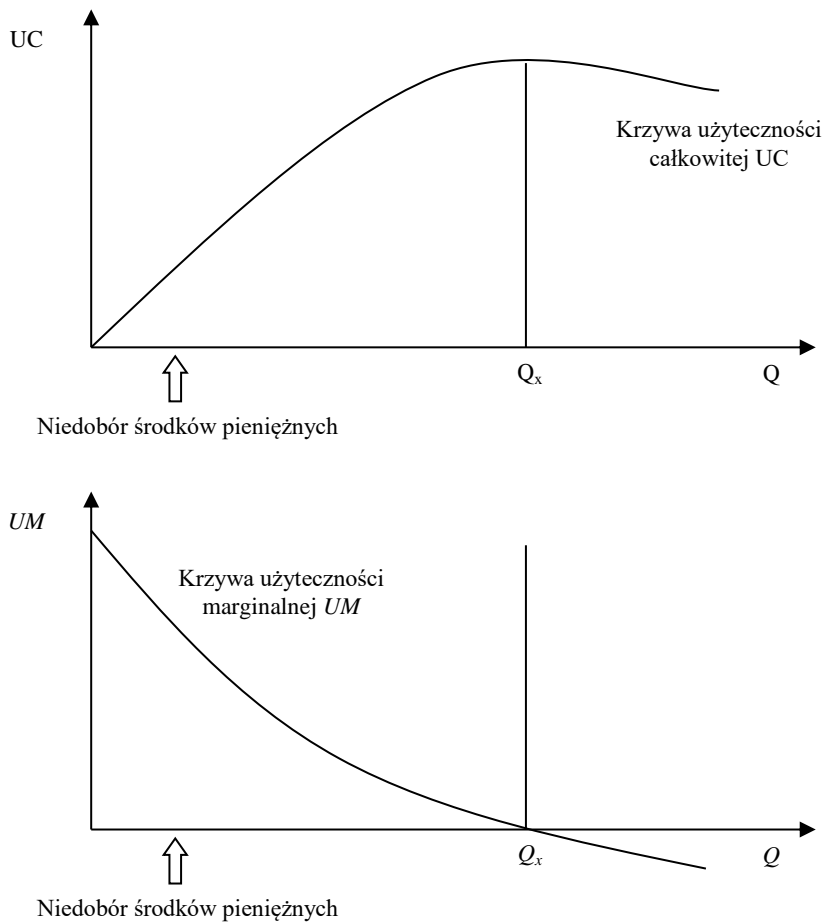 UC
Krzywa użyteczności
całkowitej UC
Qx
Q
Niedobór środków pieniężnych
UM
Krzywa użyteczności
marginalnej UM
Qx
Q
Niedobór środków pieniężnych